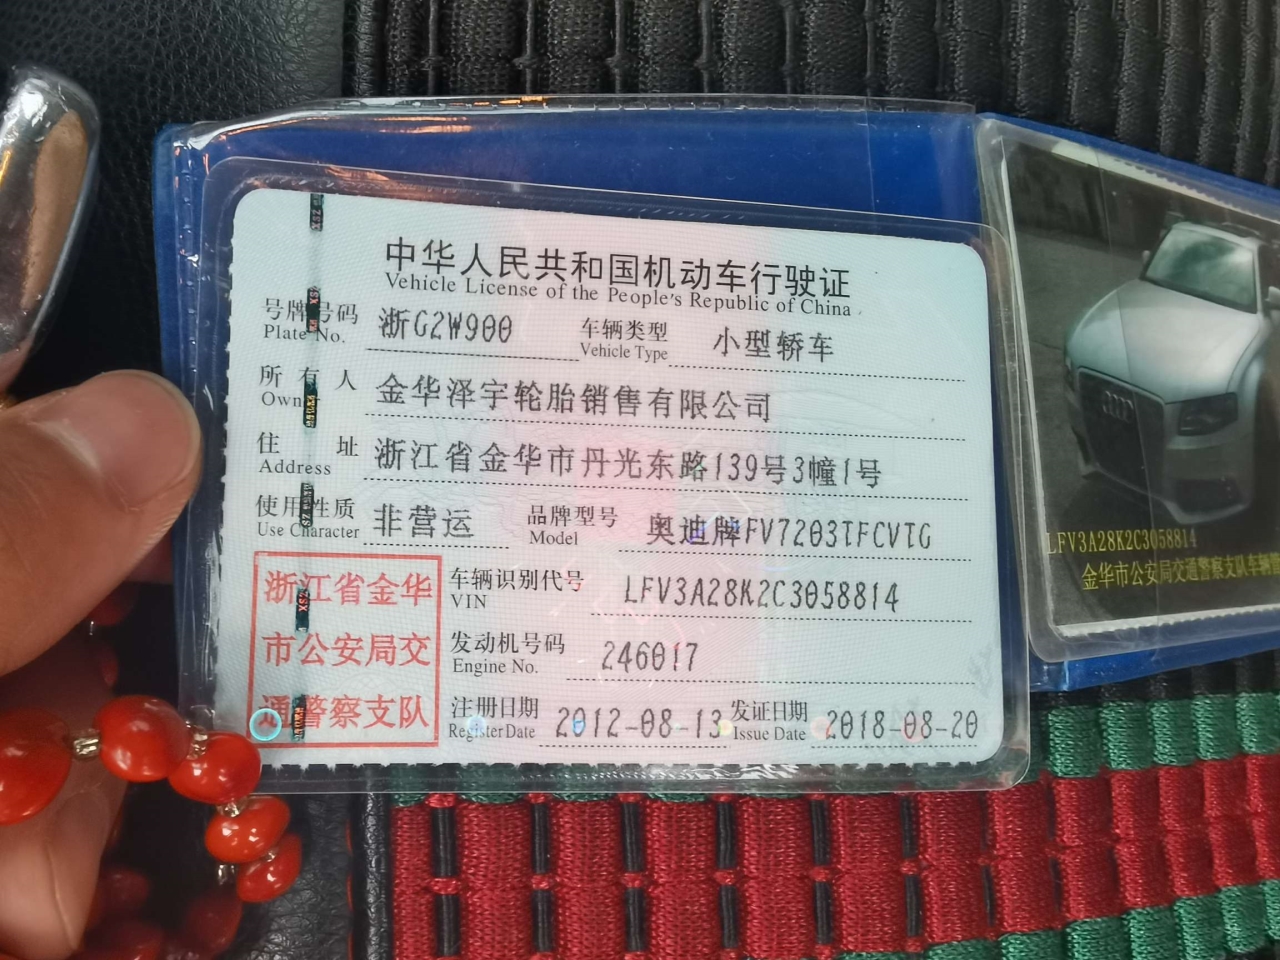 中华人民共和国机动车行驶证
Vehicle License of the People's Republic of China
号牌号码 浙G2W900 车辆类型 小型轿车
Plate No. Vehicle Type
所有人 金华泽宇轮胎销售有限公司
Own
住址 浙江省金华市丹光东路139号3幢1号
Address
使用性质 非营运 品牌型号 奥迪牌FV7203TFCVTG
Use Character Model
浙江省金华
市公安局交
通警察支队
车辆识别代号 LFV3A28K2C3058814
VIN
发动机号码 246017
Engine No.
注册日期 2012-08-13 发证日期 2018-08-20
Register Date Issue Date
LFV3A28K2C3058814
金华市公安局交通警察支队车辆